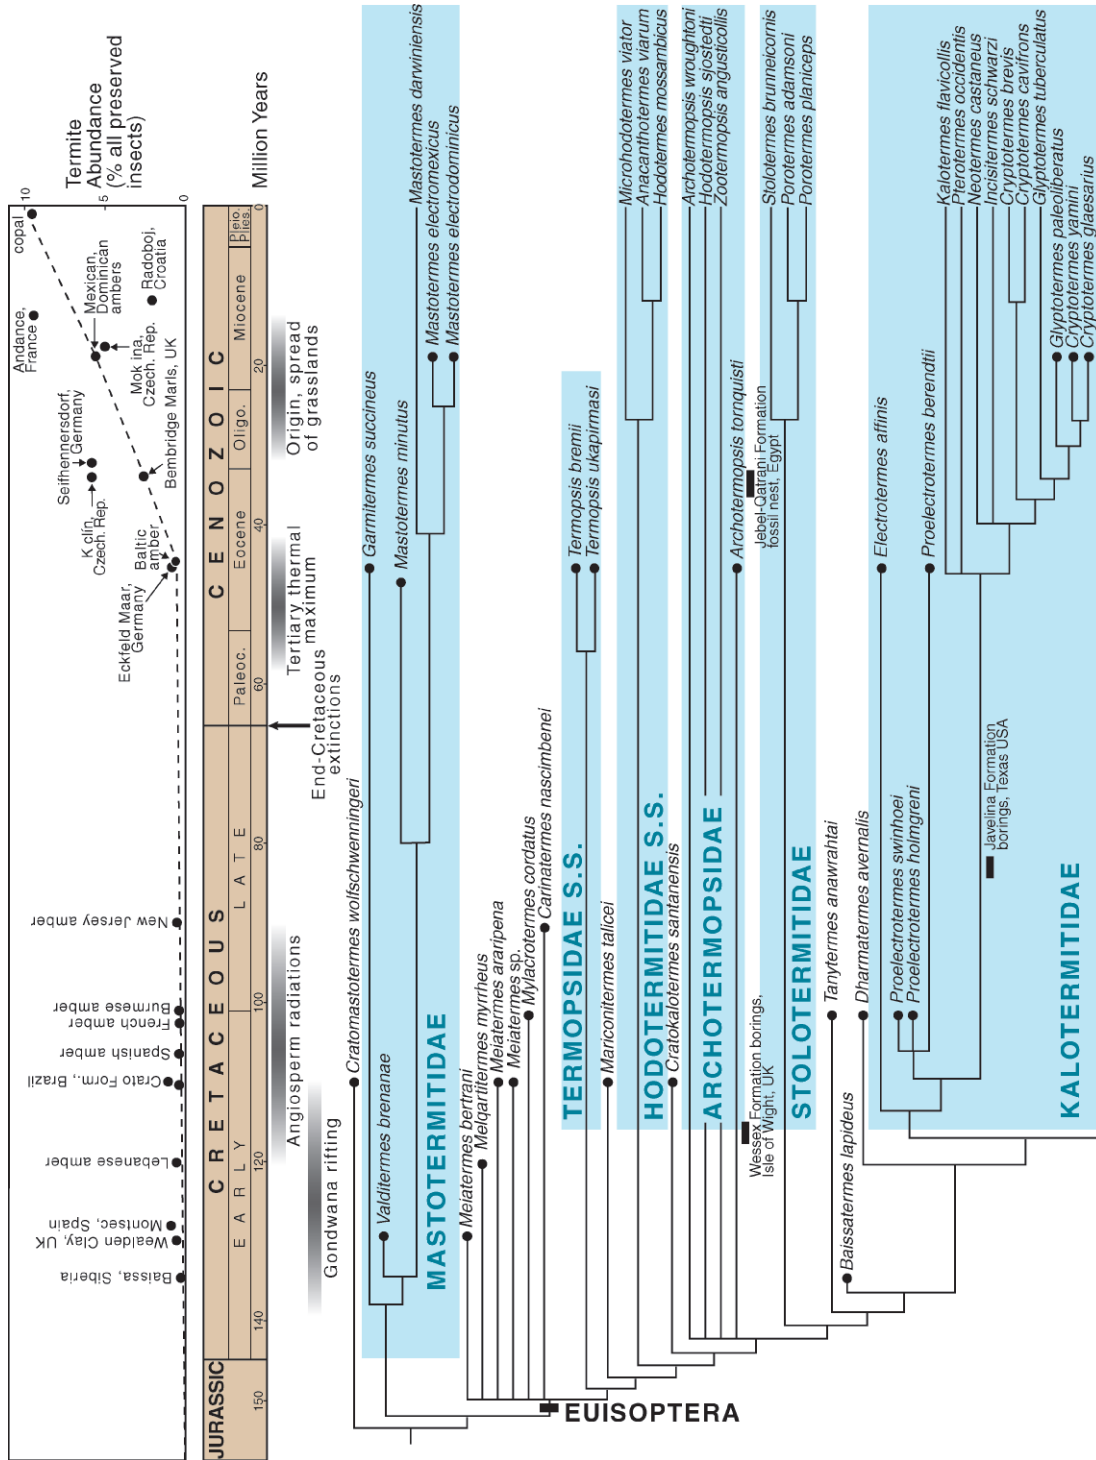 Termite
Abundance
(% all preserved
insects)
10
5
0
copal
Andance,
France
Mexican,
Dominican
ambers
Radoboj,
Croatia
Mok ina,
Czech. Rep.
Seifhennersdorf,
Germany
K clín,
Czech. Rep.
Bembridge Marls, UK
Baltic
amber
Eckfeld Maar,
Germany
New Jersey amber
Burmese amber
French amber
Spanish amber
Crato Form., Brazil
Lebanese amber
Montsec, Spain
Wealden Clay, UK
Baissa, Siberia
Million Years
JURASSIC
CRETACEOUS
CENOZOIC
EARLY
LATE
Paleoc.
Eocene
Oligo.
Miocene
Pleio.
Ples.
150
140
120
100
80
60
40
20
0
Gondwana rifting
Angiosperm radiations
End-Cretaceous
extinctions
Tertiary thermal
maximum
Origin, spread
of grasslands
Cratomastotermes wolfschwenningeri
Garmitermes succineus
Valditermes brenanae
Mastotermes minutus
Mastotermes darwiniensis
Mastotermes electromexicus
Mastotermes electrodominicus
MASTOTERMITIDAE
Meiatermes bertrani
Melqartitermes myrrheus
Meiatermes araripena
Meiatermes sp.
Mylacrotermes cordatus
Carinatermes nascimbenei
EUISOPTERA
TERMOPSIDAE S.S.
Termopsis bremii
Termopsis ukapirmasi
Mariconitermes talicei
HODOTERMITIDAE S.S.
Microhodotermes viator
Anacanthotermes viarum
Hodotermes mossambicus
Cratokalotermes santanensis
ARCHOTERMOPSIDAE
Archotermopsis wroughtoni
Hodotermopsis sjostedti
Zootermopsis angusticollis
Archotermopsis tornquisti
Wessex Formation borings,
Isle of Wight, UK
Jebel-Qatrani Formation
fossil nest, Egypt
STOLOTERMITIDAE
Stolotermes brunneicornis
Porotermes adamsoni
Porotermes planiceps
Tanytermes anawrahtai
Baissatermes lapideus
Dharmatermes avernalis
Electrotermes affinis
Proelectrotermes swinhoei
Proelectrotermes holmgreni
Proelectrotermes berendtii
Javelina Formation
borings, Texas USA
Kalotermes flavicollis
Pterotermes occidentis
Neotermes castaneus
Incisitermes schwarzi
Cryptotermes brevis
Cryptotermes cavifrons
Glyptotermes tuberculatus
Glyptotermes paleoliberatus
Cryptotermes yamini
Cryptotermes glaesarius
KALOTERMITIDAE